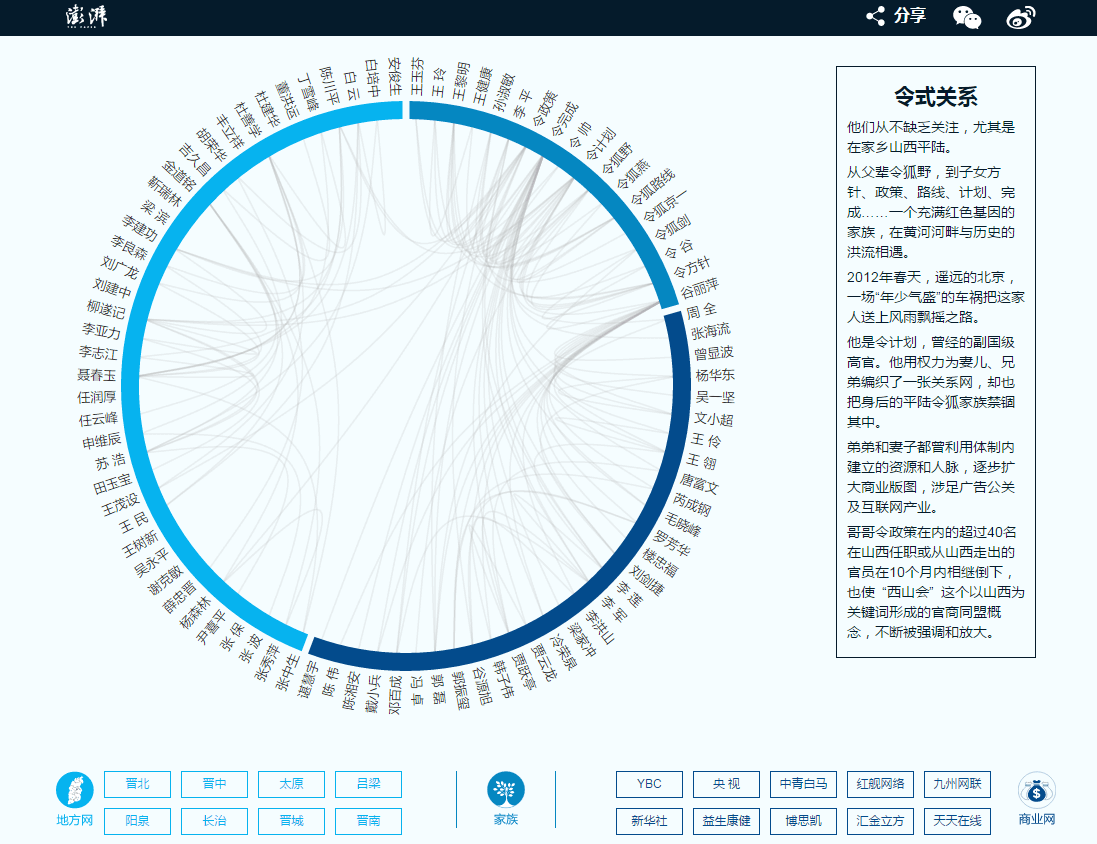 澎湃
分享
安俊生
白培中
白 云
陈川平
丁雪峰
董洪运
杜建华
杜善学
丰立祥
胡荣华
吉久昌
金道铭
靳瑞林
梁 滨
李建功
李良森
刘广龙
刘建中
柳遂记
李亚力
李志江
聂春玉
任润厚
任云峰
申维辰
苏 浩
田玉宝
王茂设
王 民
王树新
吴永平
谢克敏
薛忠晋
杨森林
尹喜平
张 保
张 波
张秀萍
张中生
王玉芬
王 玲
王黎明
王健康
孙淑敏
李 平
令政策
令完成
令 帅
令计划
令狐野
令狐燕
令狐路线
令狐京一
令狐剑
令 谷
令方针
谷丽萍
周 全
张海流
曾显波
杨华东
吴一坚
文小超
王 伶
王 翎
唐富文
芮成钢
毛晓峰
罗芳华
楼忠福
刘剑捷
李 莲
李 军
李洪山
梁家冲
冷荣泉
贾云龙
贾跃亭
韩子伟
谷源旭
郭振玺
郭 磊
卓 见
邓百成
戴小兵
陈湘安
陈 伟
谌慧宇
令式关系
他们从不缺乏关注，尤其是
在家乡山西平陆。
从父辈令狐野，到子女方
针、政策、路线、计划、完
成……一个充满红色基因的
家族，在黄河河畔与历史的
洪流相遇。
2012年春天，遥远的北京，
一场“年少气盛”的车祸把这家
人送上风雨飘摇之路。
他是令计划，曾经的副国级
高官。他用权力为妻儿、兄
弟编织了一张关系网，却也
把身后的平陆令狐家族禁锢
其中。
弟弟和妻子都曾利用体制内
建立的资源和人脉，逐步扩
大商业版图，涉足广告公关
及互联网产业。
哥哥令政策在内的超过40名
在山西任职或从山西走出的
官员在10个月内相继倒下，
也使“西山会”这个以山西为
关键词形成的官商同盟概
念，不断被强调和放大。
地方网
晋北
晋中
太原
吕梁
阳泉
长治
晋城
晋南
家族
YBC
央 视
中青白马
红舰网络
九州网联
新华社
益生康健
博思凯
汇金立方
天天在线
商业网